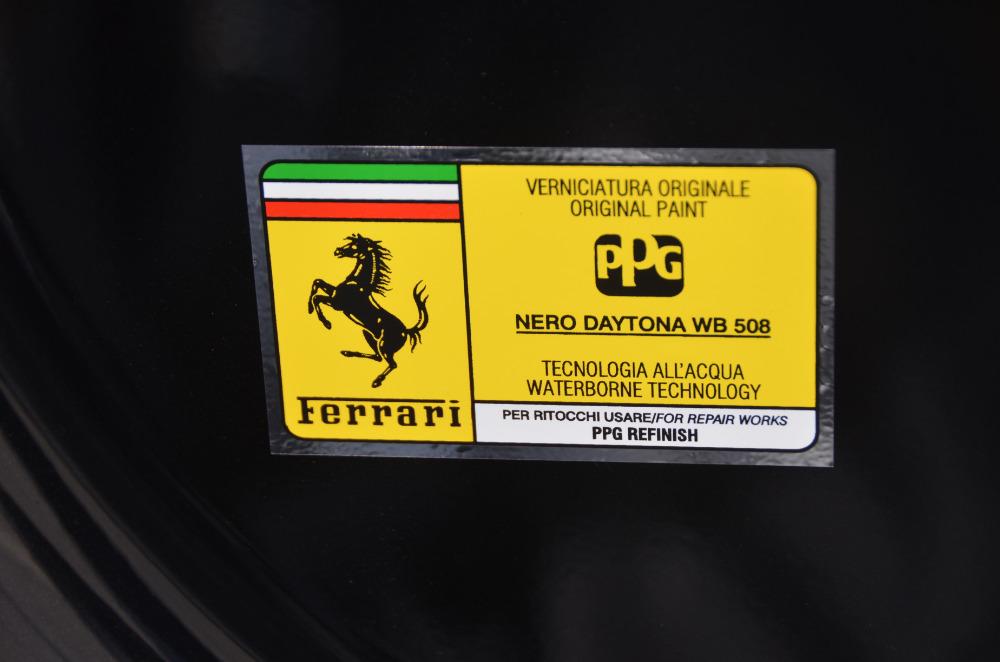 Ferrari
VERNICIATURA ORIGINALE
ORIGINAL PAINT
PPG
NERO DAYTONA WB 508
TECNOLOGIA ALL'ACQUA
WATERBORNE TECHNOLOGY
PER RITOCCHI USARE/FOR REPAIR WORKS
PPG REFINISH